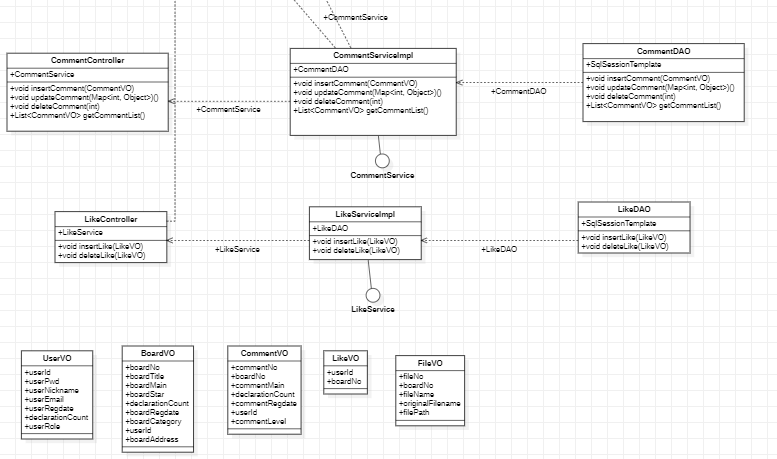 +CommentService
CommentController
+CommentService
+void insertComment(CommentVO)
+void updateComment(Map<int, Object>)()
+void deleteComment(int)
+List<CommentVO> getCommentList()
+CommentService
CommentServiceImpl
+CommentDAO
+void insertComment(CommentVO)
+void updateComment(Map<int, Object>)()
+void deleteComment(int)
+List<CommentVO> getCommentList()
+CommentDAO
CommentDAO
+SqlSessionTemplate
+void insertComment(CommentVO)
+void updateComment(Map<int, Object>)()
+void deleteComment(int)
+List<CommentVO> getCommentList()
CommentService
LikeController
+LikeService
+void insertLike(LikeVO)
+void deleteLike(LikeVO)
+LikeService
LikeServiceImpl
+LikeDAO
+void insertLike(LikeVO)
+void deleteLike(LikeVO)
+LikeDAO
LikeDAO
+SqlSessionTemplate
+void insertLike(LikeVO)
+void deleteLike(LikeVO)
LikeService
UserVO
+userId
+userPwd
+userNickname
+userEmail
+userRegdate
+declarationCount
+userRole
BoardVO
+boardNo
+boardTitle
+boardMain
+boardStar
+declarationCount
+boardRegdate
+boardCategory
+userId
+boardAddress
CommentVO
+commentNo
+boardNo
+commentMain
+declarationCount
+commentRegdate
+userId
+commentLevel
LikeVO
+userId
+boardNo
FileVO
+fileNo
+boardNo
+fileName
+originalFilename
+filePath